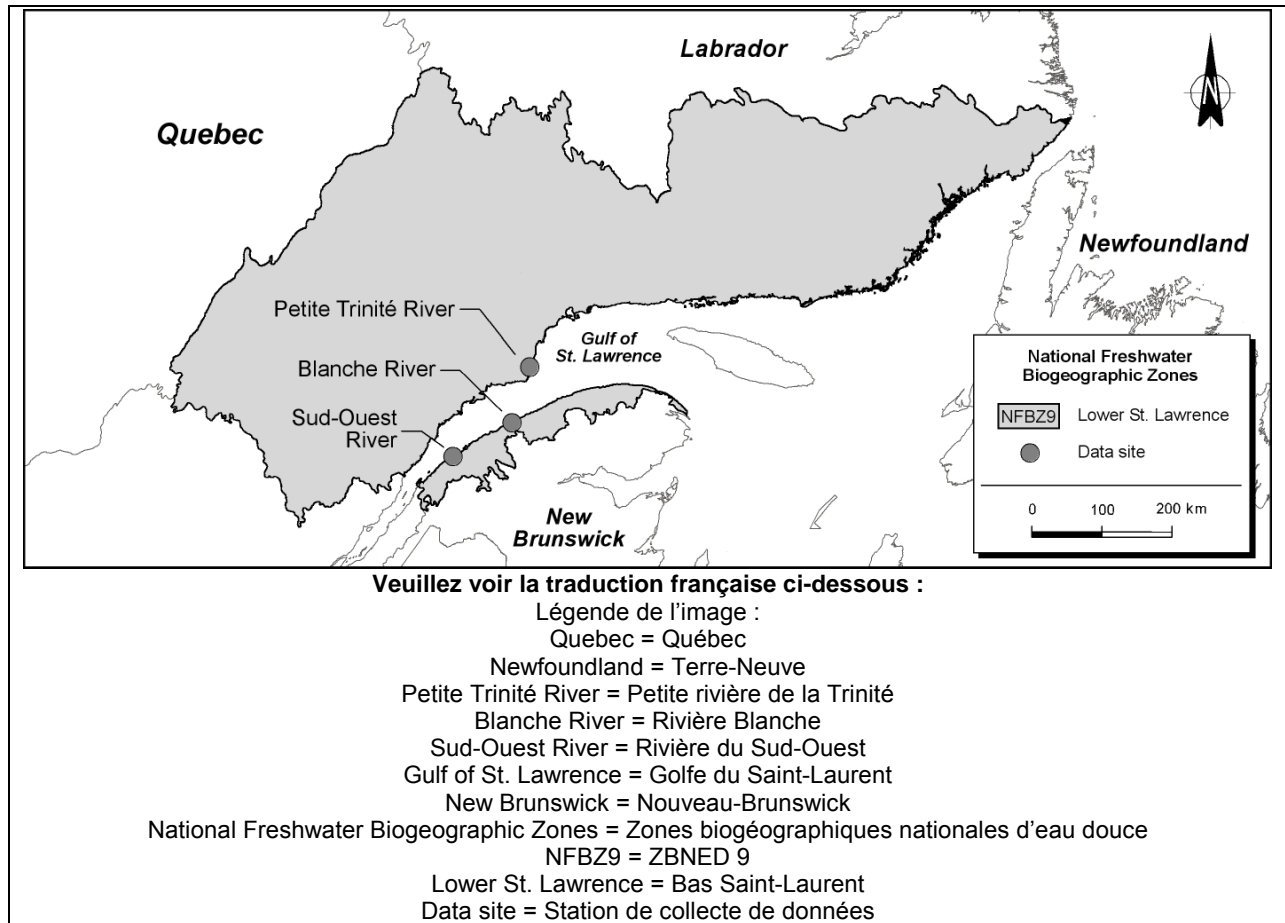 Labrador
N
Quebec
Newfoundland
Petite Trinité River
Gulf of
St. Lawrence
Blanche River
Sud-Ouest
River
New
Brunswick
National Freshwater
Biogeographic Zones
NFBZ9 Lower St. Lawrence
Data site
0 100 200 km
Veuillez voir la traduction française ci-dessous :
Légende de l’image :
Quebec = Québec
Newfoundland = Terre-Neuve
Petite Trinité River = Petite rivière de la Trinité
Blanche River = Rivière Blanche
Sud-Ouest River = Rivière du Sud-Ouest
Gulf of St. Lawrence = Golfe du Saint-Laurent
New Brunswick = Nouveau-Brunswick
National Freshwater Biogeographic Zones = Zones biogéographiques nationales d’eau douce
NFBZ9 = ZBNED 9
Lower St. Lawrence = Bas Saint-Laurent
Data site = Station de collecte de données